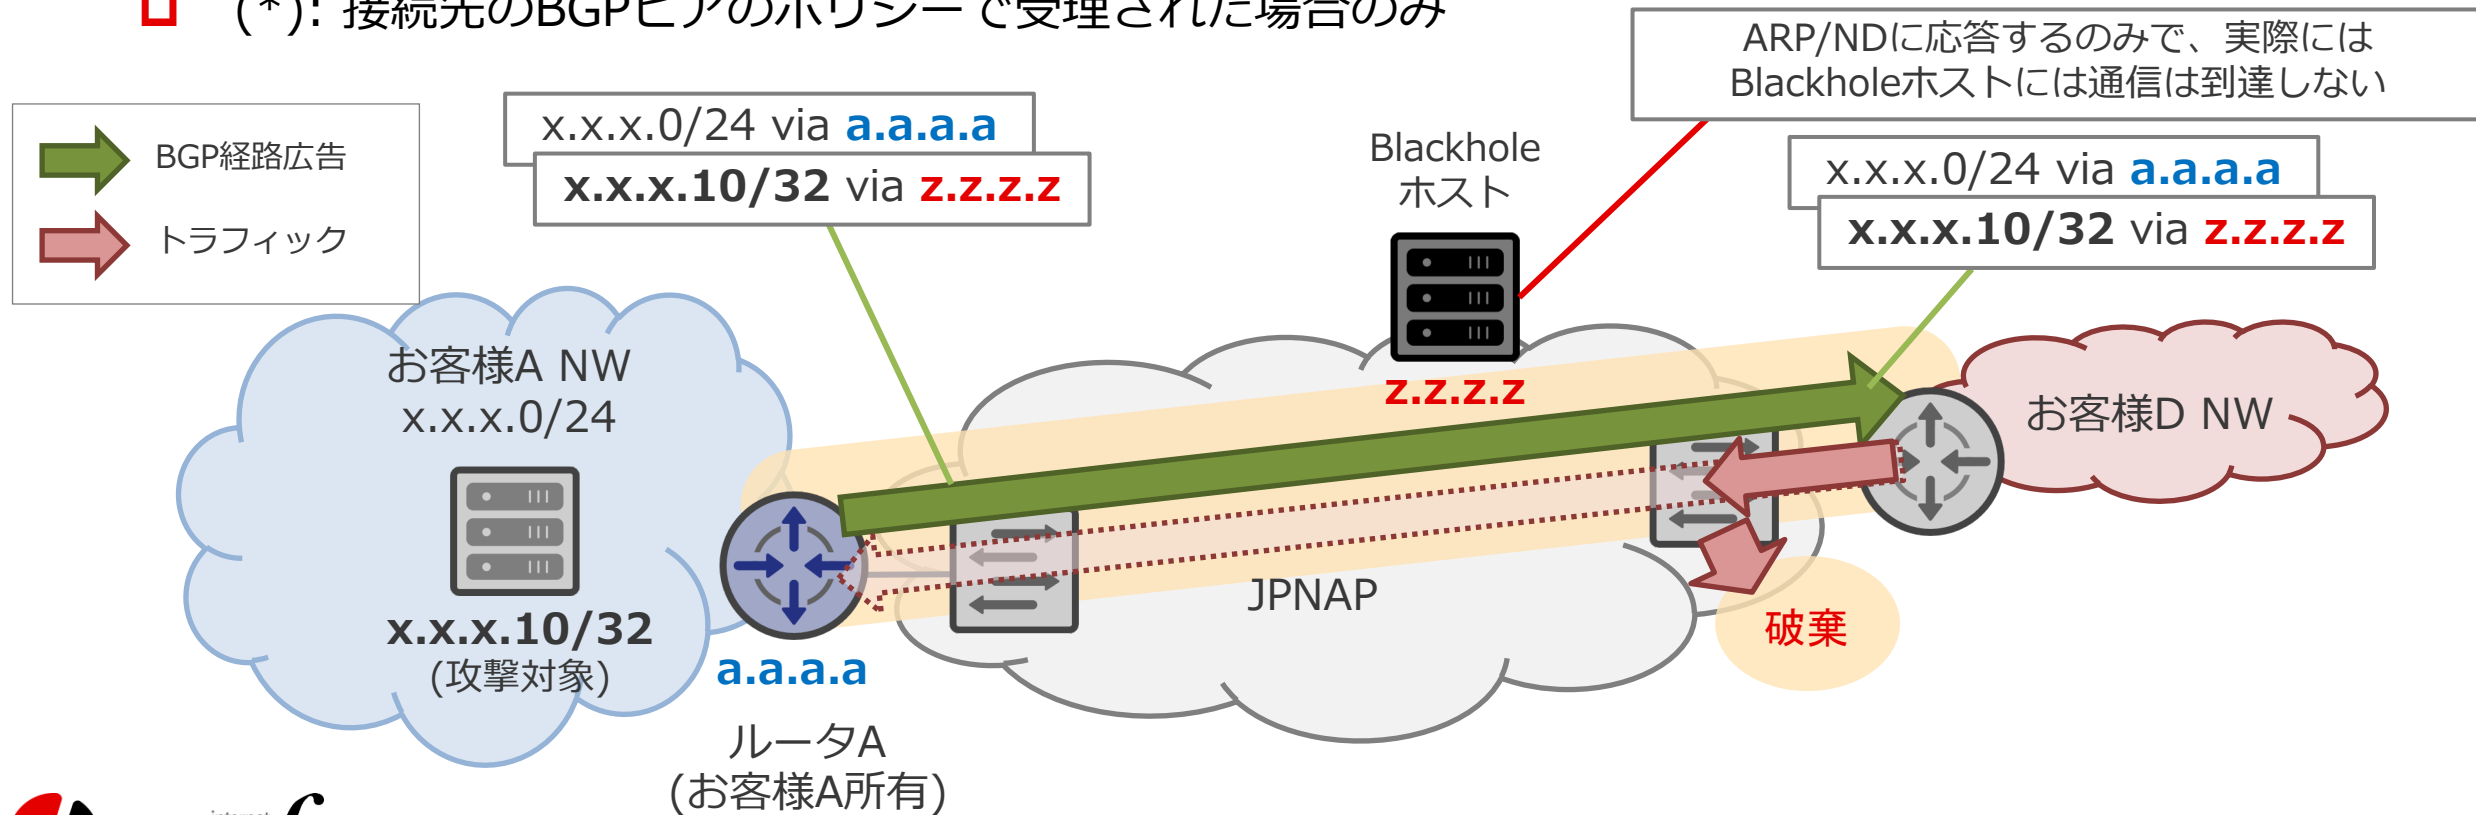 (*): 接続先のBGPピアのポリシーで受理された場合のみ
ARP/NDに応答するのみで、実際には
Blackholeホストには通信は到達しない
BGP経路広告
トラフィック
x.x.x.0/24 via a.a.a.a
x.x.x.10/32 via z.z.z.z
Blackhole
ホスト
x.x.x.0/24 via a.a.a.a
x.x.x.10/32 via z.z.z.z
お客様A NW
x.x.x.0/24
z.z.z.z
お客様D NW
x.x.x.10/32
(攻撃対象)
JPNAP
破棄
a.a.a.a
ルータA
(お客様A所有)
internet